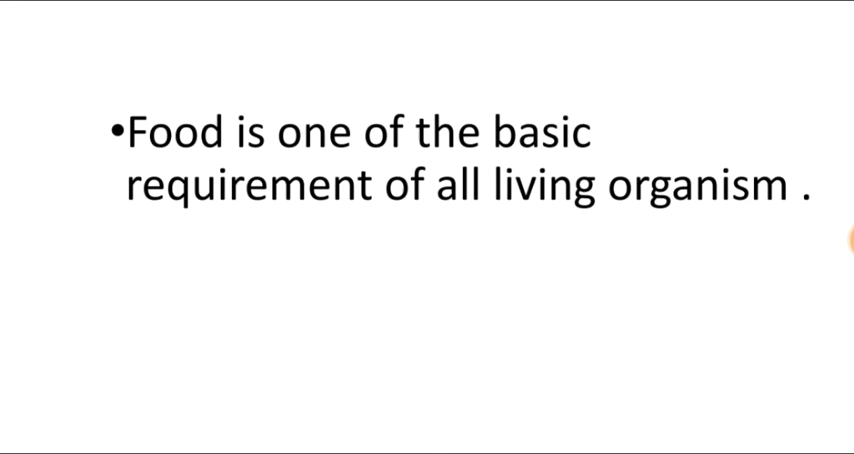 •Food is one of the basic
requirement of all living organism .